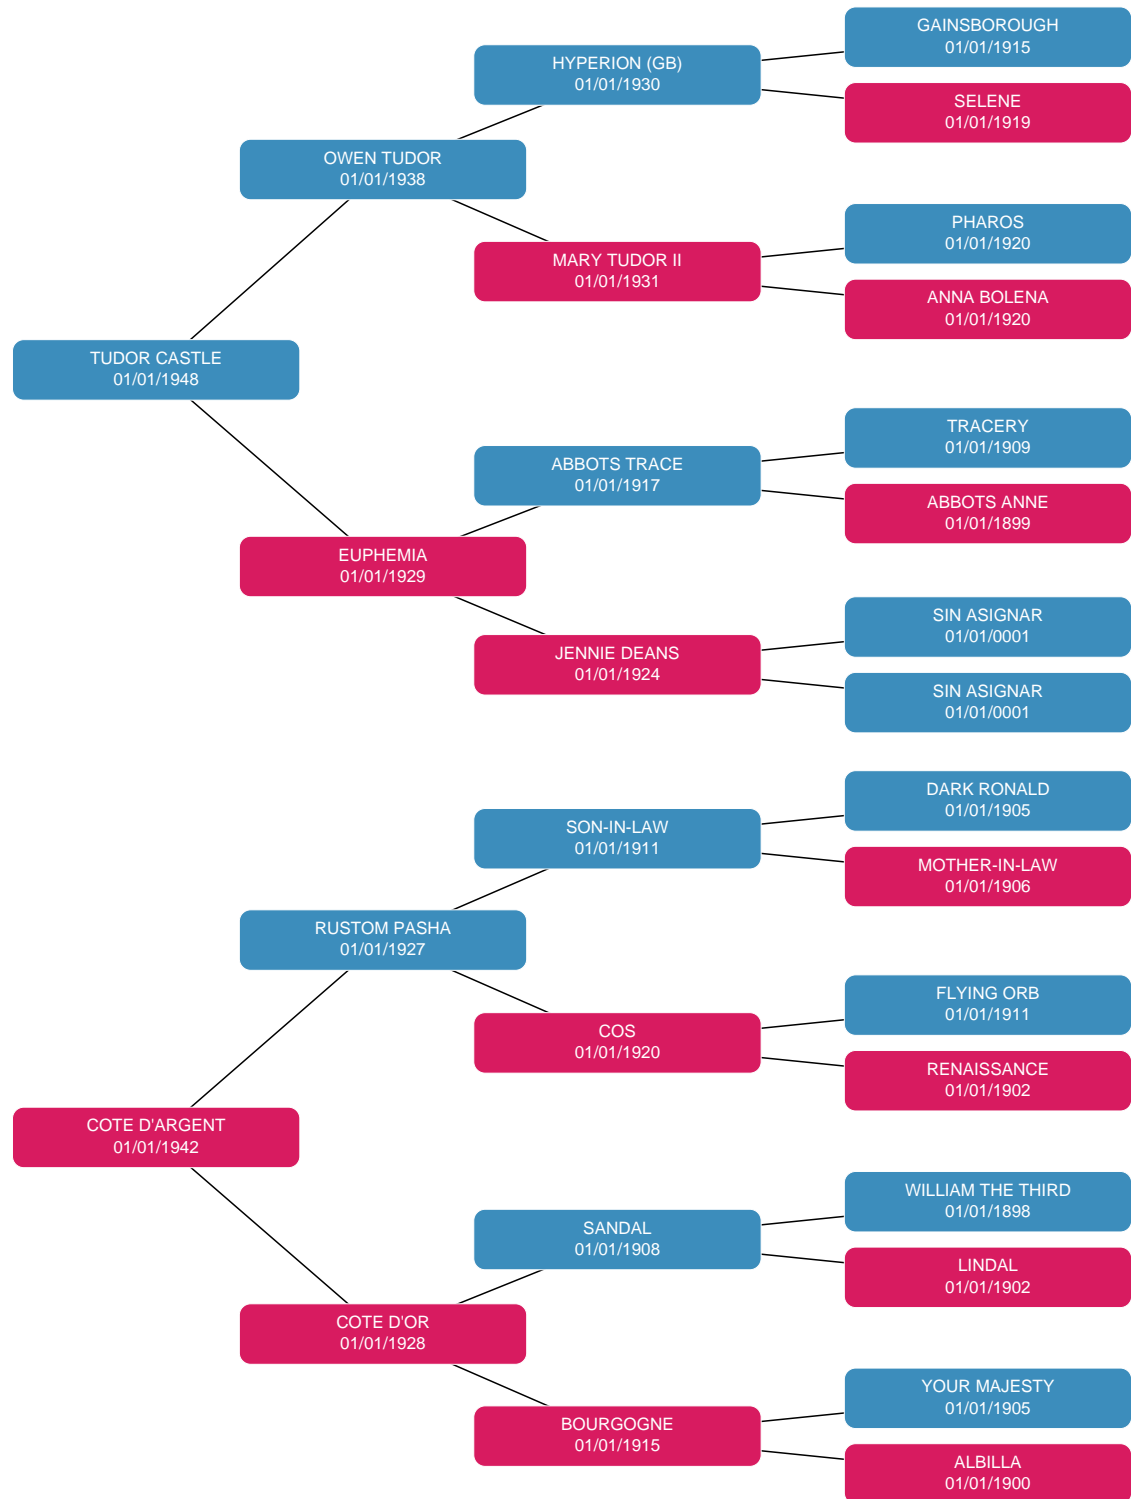 GAINSBOROUGH
01/01/1915
HYPERION (GB)
01/01/1930
SELENE
01/01/1919
OWEN TUDOR
01/01/1938
PHAROS
01/01/1920
MARY TUDOR II
01/01/1931
ANNA BOLENA
01/01/1920
TUDOR CASTLE
01/01/1948
TRACERY
01/01/1909
ABBOTS TRACE
01/01/1917
ABBOTS ANNE
01/01/1899
EUPHEMIA
01/01/1929
SIN ASIGNAR
01/01/0001
JENNIE DEANS
01/01/1924
SIN ASIGNAR
01/01/0001
DARK RONALD
01/01/1905
SON-IN-LAW
01/01/1911
MOTHER-IN-LAW
01/01/1906
RUSTOM PASHA
01/01/1927
FLYING ORB
01/01/1911
COS
01/01/1920
RENAISSANCE
01/01/1902
COTE D'ARGENT
01/01/1942
WILLIAM THE THIRD
01/01/1898
SANDAL
01/01/1908
LINDAL
01/01/1902
COTE D'OR
01/01/1928
YOUR MAJESTY
01/01/1905
BOURGOGNE
01/01/1915
ALBILLA
01/01/1900